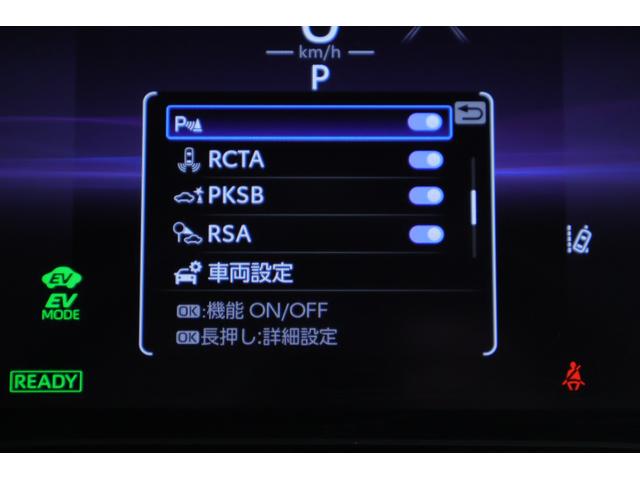 0
km/h
P
P
RCTA
PKSB
RSA
車両設定
OK:機能 ON/OFF
OK長押し:詳細設定
EV
EV
MODE
READY